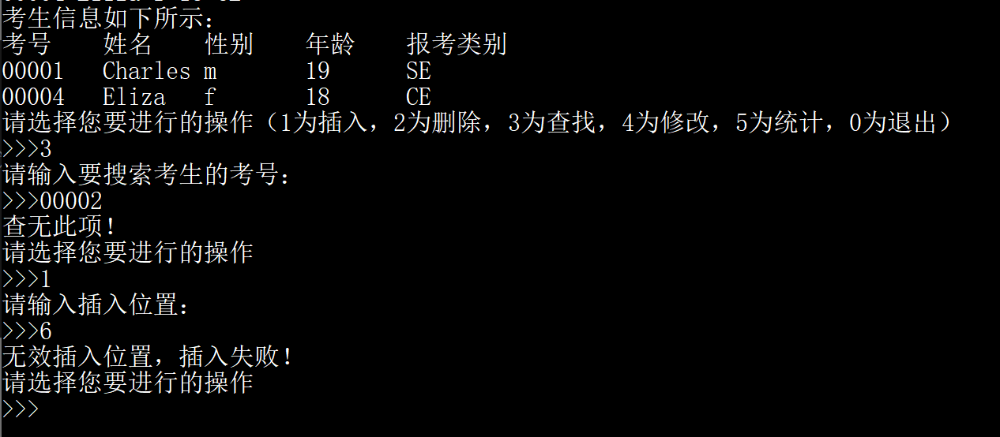 考生信息如下所示：
考号 姓名 性别 年龄 报考类别
00001 Charles m 19 SE
00004 Eliza f 18 CE
请选择您要进行的操作（1为插入，2为删除，3为查找，4为修改，5为统计，0为退出）
>>>3
请输入要搜索考生的考号：
>>>00002
查无此项！
请选择您要进行的操作
>>>1
请输入插入位置：
>>>6
无效插入位置，插入失败！
请选择您要进行的操作
>>>